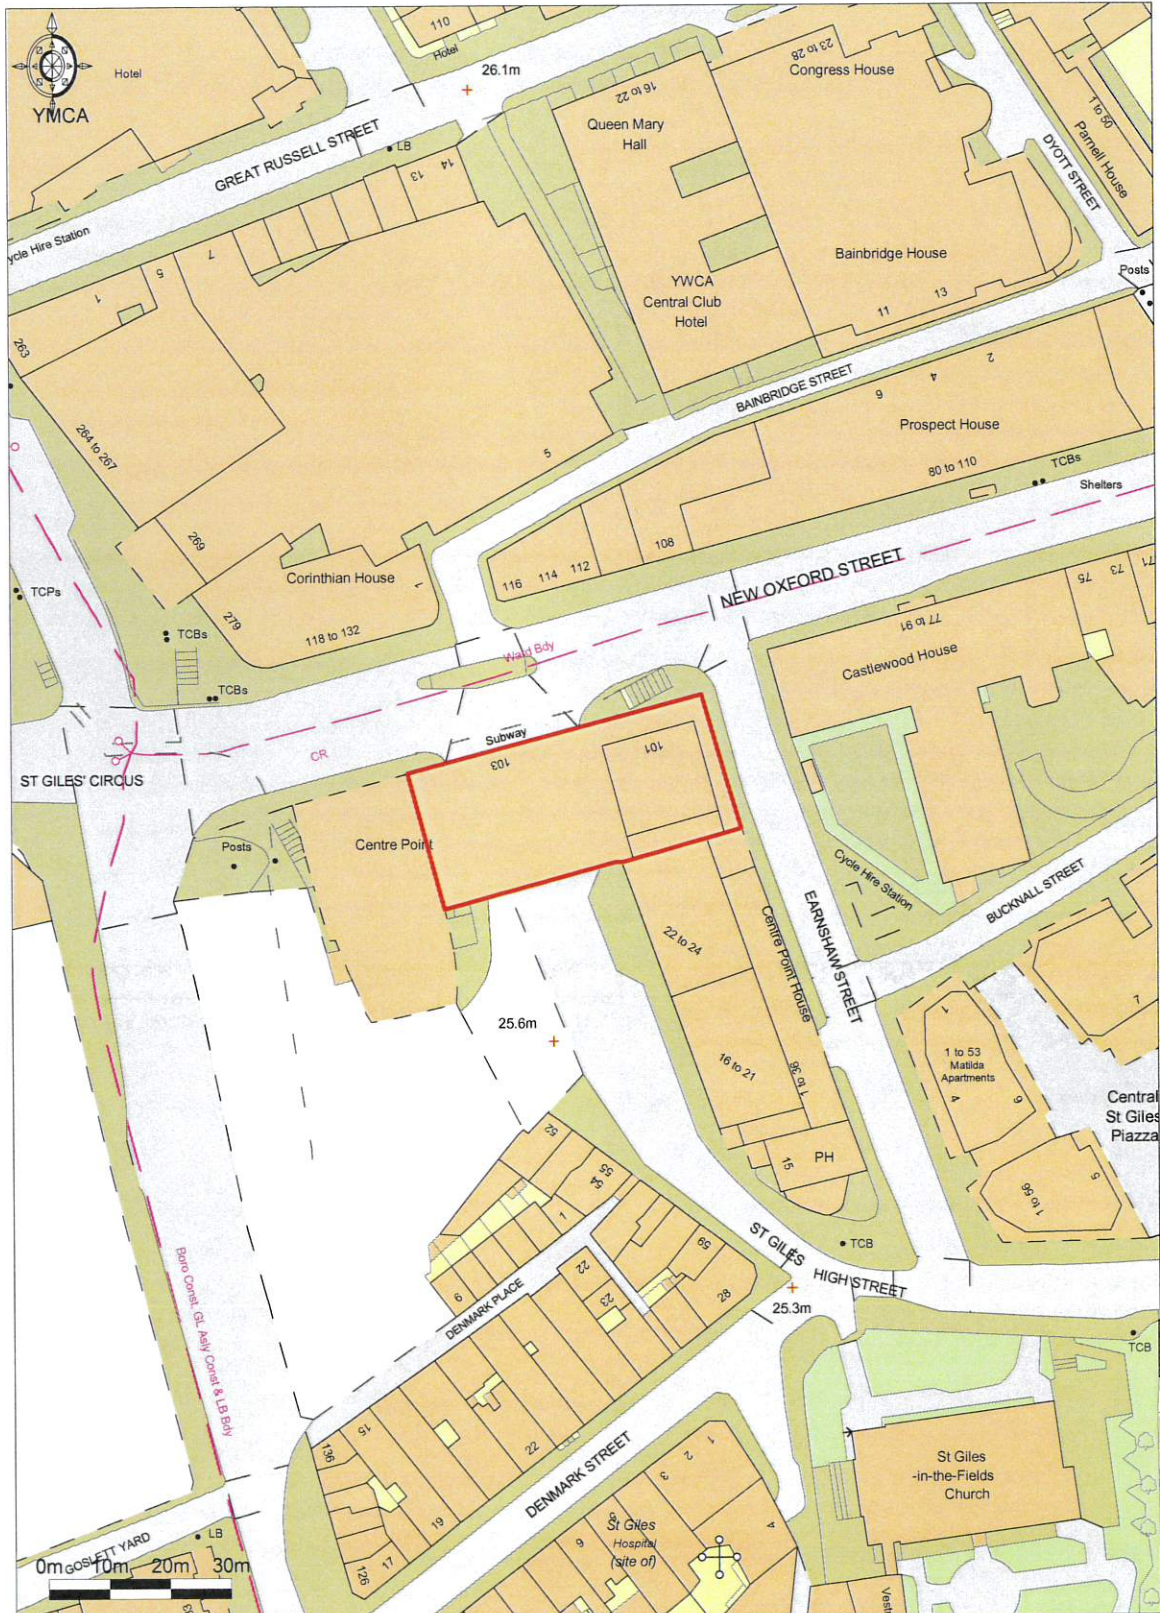 110
Hotel
Hotel
YMCA
26.1m
23 to 28
Congress House
16 to 22
Queen Mary
Hall
1 to 50
Parnell House
DYOTT STREET
GREAT RUSSELL STREET
LB
14
13
ycle Hire Station
7
5
1
263
Bainbridge House
YWCA
Central Club
Hotel
11
13
Posts
BAINBRIDGE STREET
2
4
6
Prospect House
80 to 110
TCBs
Shelters
264 to 267
269
5
Corinthian House
1
279
118 to 132
116
114
112
108
NEW OXFORD STREET
71
73
75
77 to 91
Castlewood House
TCPs
TCBs
TCBs
Ward Bdy
Subway
CR
ST GILES' CIRCUS
103
101
Centre Point
Posts
Cycle Hire Station
BUCKNALL STREET
EARNSHAW STREET
22 to 24
Centre Point House
25.6m
16 to 21
1 to 36
7
1
1 to 53
Matilda
Apartments
4
6
Central
St Giles
Piazza
52
54
55
15
PH
1 to 56
5
1
ST GILES HIGH STREET
TCB
59
22
23
28
6
DENMARK PLACE
25.3m
TCB
Boro Const, GL Asly Const & LB Bdy
136
15
22
19
17
126
DENMARK STREET
1
2
3
4
6
St Giles
Hospital
(site of)
St Giles
-in-the-Fields
Church
GOSLETT YARD
LB
0m 10m 20m 30m